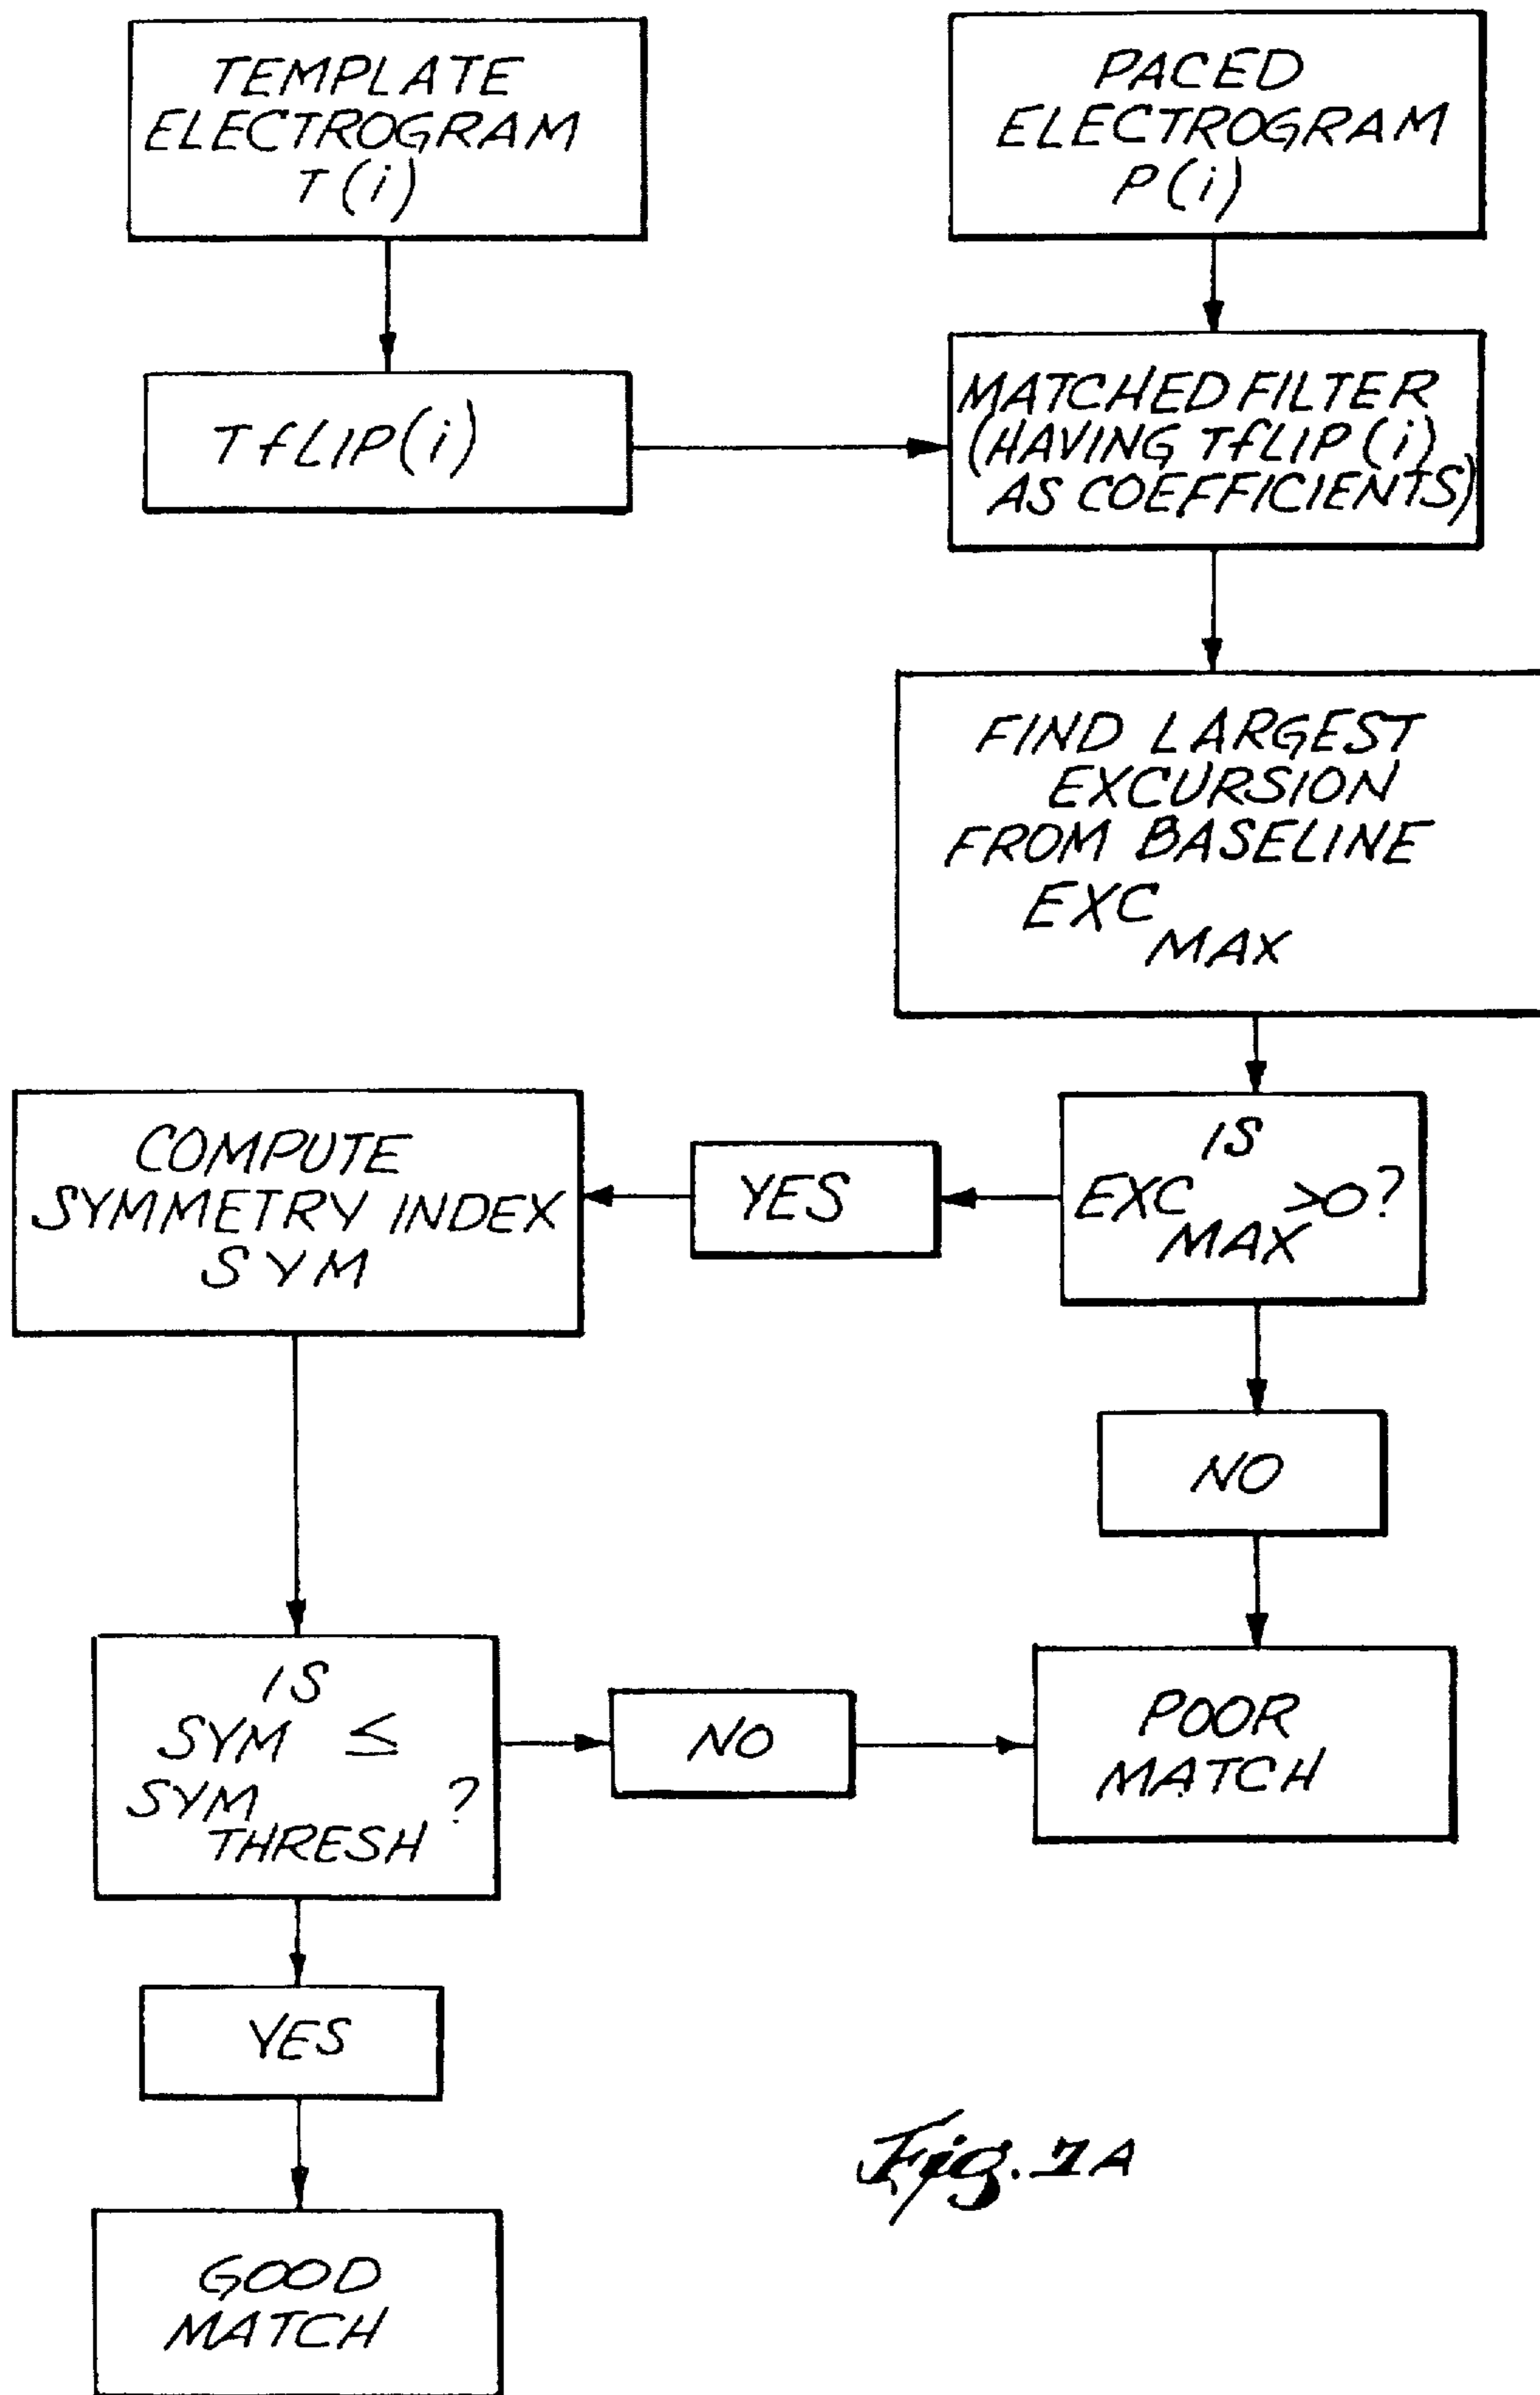 TEMPLATE
ELECTROGRAM
T(i)
PACED
ELECTROGRAM
P(i)
TfLIP(i)
MATCHED FILTER
(HAVING TfLIP(i)
AS COEFFICIENTS)
FIND LARGEST
EXCURSION
FROM BASELINE
EXC
MAX
IS
EXC >0?
MAX
YES
COMPUTE
SYMMETRY INDEX
SYM
NO
IS
SYM ≤
SYM ?
THRESH
NO
POOR
MATCH
YES
GOOD
MATCH
Fig. 1A